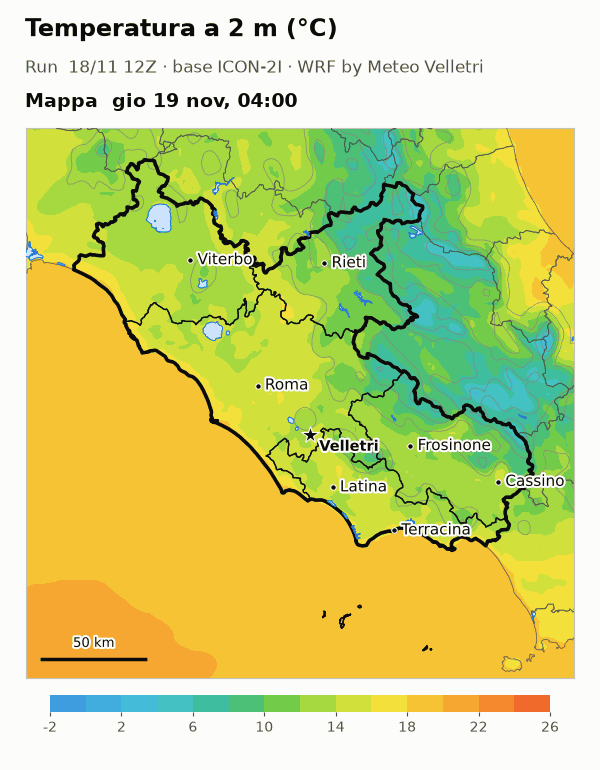 Temperatura a 2 m (°C)
Run  18/11 12Z · base ICON-2I · WRF by Meteo Velletri
Mappa  gio 19 nov, 04:00
Viterbo
Rieti
Roma
Velletri
Frosinone
Cassino
Latina
Terracina
50 km
-2 2 6 10 14 18 22 26